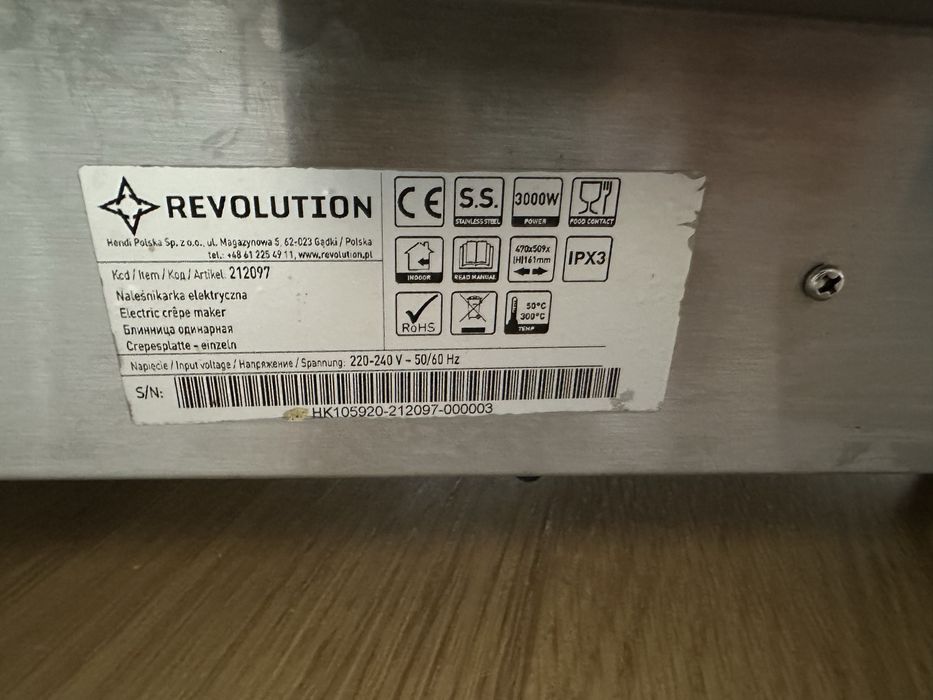 REVOLUTION
Hendi Polska Sp. z o.o., ul. Magazynowa 5, 62-023 Gądki / Polska
tel.: +48 61 225 49 11, www.revolution.pl
Kod / Item / Код / Artikel: 212097
Naleśnikarka elektryczna
Electric crêpe maker
Блинница одинарная
Crepesplatte - einzeln
Napięcie / Input voltage / Напряжение / Spannung: 220-240 V ~ 50/60 Hz
S/N:
HK105920-212097-000003
CE
S.S.
STAINLESS STEEL
3000W
POWER
FOOD CONTACT
INDOOR
READ MANUAL
470x509x
(H)161mm
IPX3
RoHS
50°C
300°C
TEMP